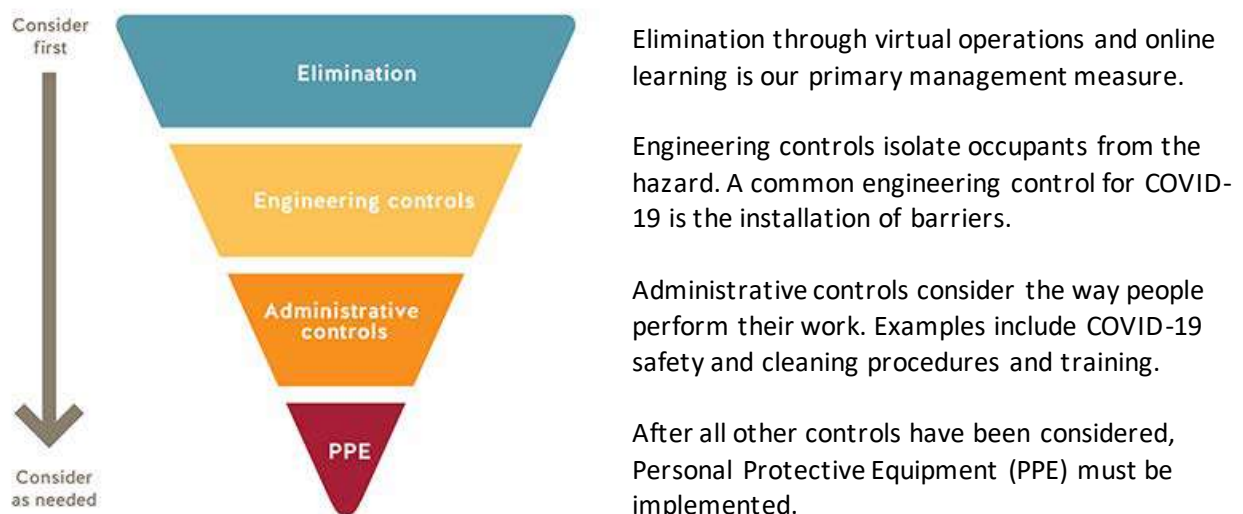 Consider
first
Elimination
Engineering controls
Administrative
controls
PPE
Consider
as needed
Elimination through virtual operations and online
learning is our primary management measure.
Engineering controls isolate occupants from the
hazard. A common engineering control for COVID-
19 is the installation of barriers.
Administrative controls consider the way people
perform their work. Examples include COVID-19
safety and cleaning procedures and training.
After all other controls have been considered,
Personal Protective Equipment (PPE) must be
implemented.